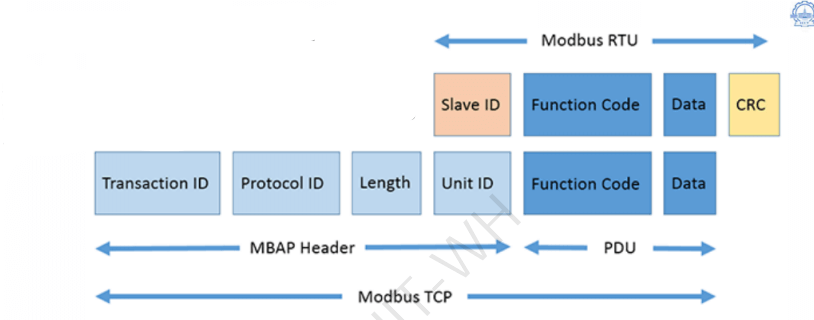 Modbus RTU
Slave ID Function Code Data CRC
Transaction ID Protocol ID Length Unit ID Function Code Data
MBAP Header PDU
Modbus TCP